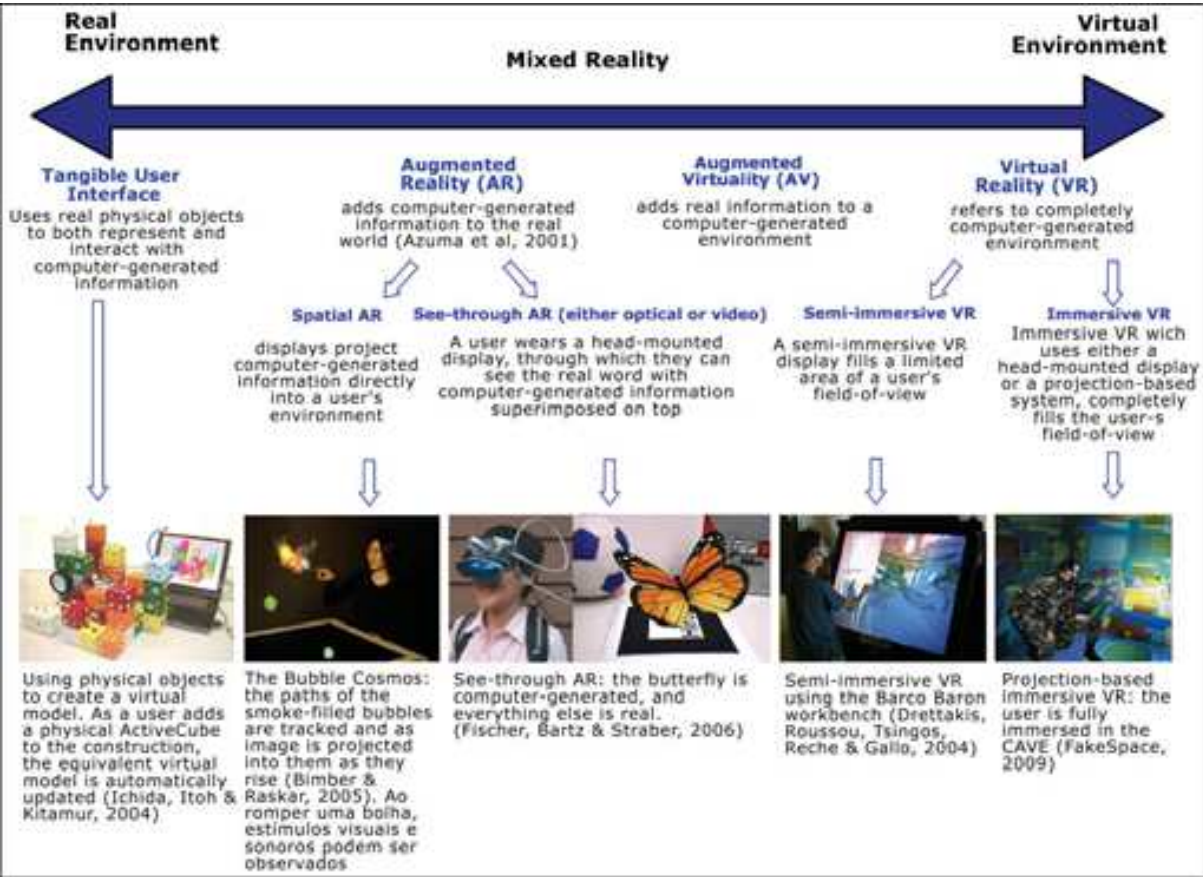 Real
Environment
Mixed Reality
Virtual
Environment
Tangible User
Interface
Uses real physical objects
to both represent and
interact with
computer-generated
information
Augmented
Reality (AR)
adds computer-generated
information to the real
world (Azuma et al, 2001)
Augmented
Virtuality (AV)
adds real information to a
computer-generated
environment
Virtual
Reality (VR)
refers to completely
computer-generated
environment
Spatial AR
displays project
computer-generated
information directly
into a user's
environment
See-through AR (either optical or video)
A user wears a head-mounted
display, through which they can
see the real word with
computer-generated information
superimposed on top
Semi-immersive VR
A semi-immersive VR
display fills a limited
area of a user's
field-of-view
Immersive VR
Immersive VR wich
uses either a
head-mounted display
or a projection-based
system, completely
fills the user-s
field-of-view
Using physical objects
to create a virtual
model. As a user adds
a physical ActiveCube
to the construction,
the equivalent virtual
model is automatically
updated (Ichida, Itoh &
Kitamur, 2004)
The Bubble Cosmos:
the paths of the
smoke-filled bubbles
are tracked and as
image is projected
into them as they
rise (Bimber &
Raskar, 2005). Ao
romper uma bolha,
estímulos visuais e
sonoros podem ser
observados
See-through AR: the butterfly is
computer-generated, and
everything else is real.
(Fischer, Bartz & Straber, 2006)
Semi-immersive VR
using the Barco Baron
workbench (Drettakis,
Roussou, Tsingos,
Reche & Gallo, 2004)
Projection-based
immersive VR: the
user is fully
immersed in the
CAVE (FakeSpace,
2009)